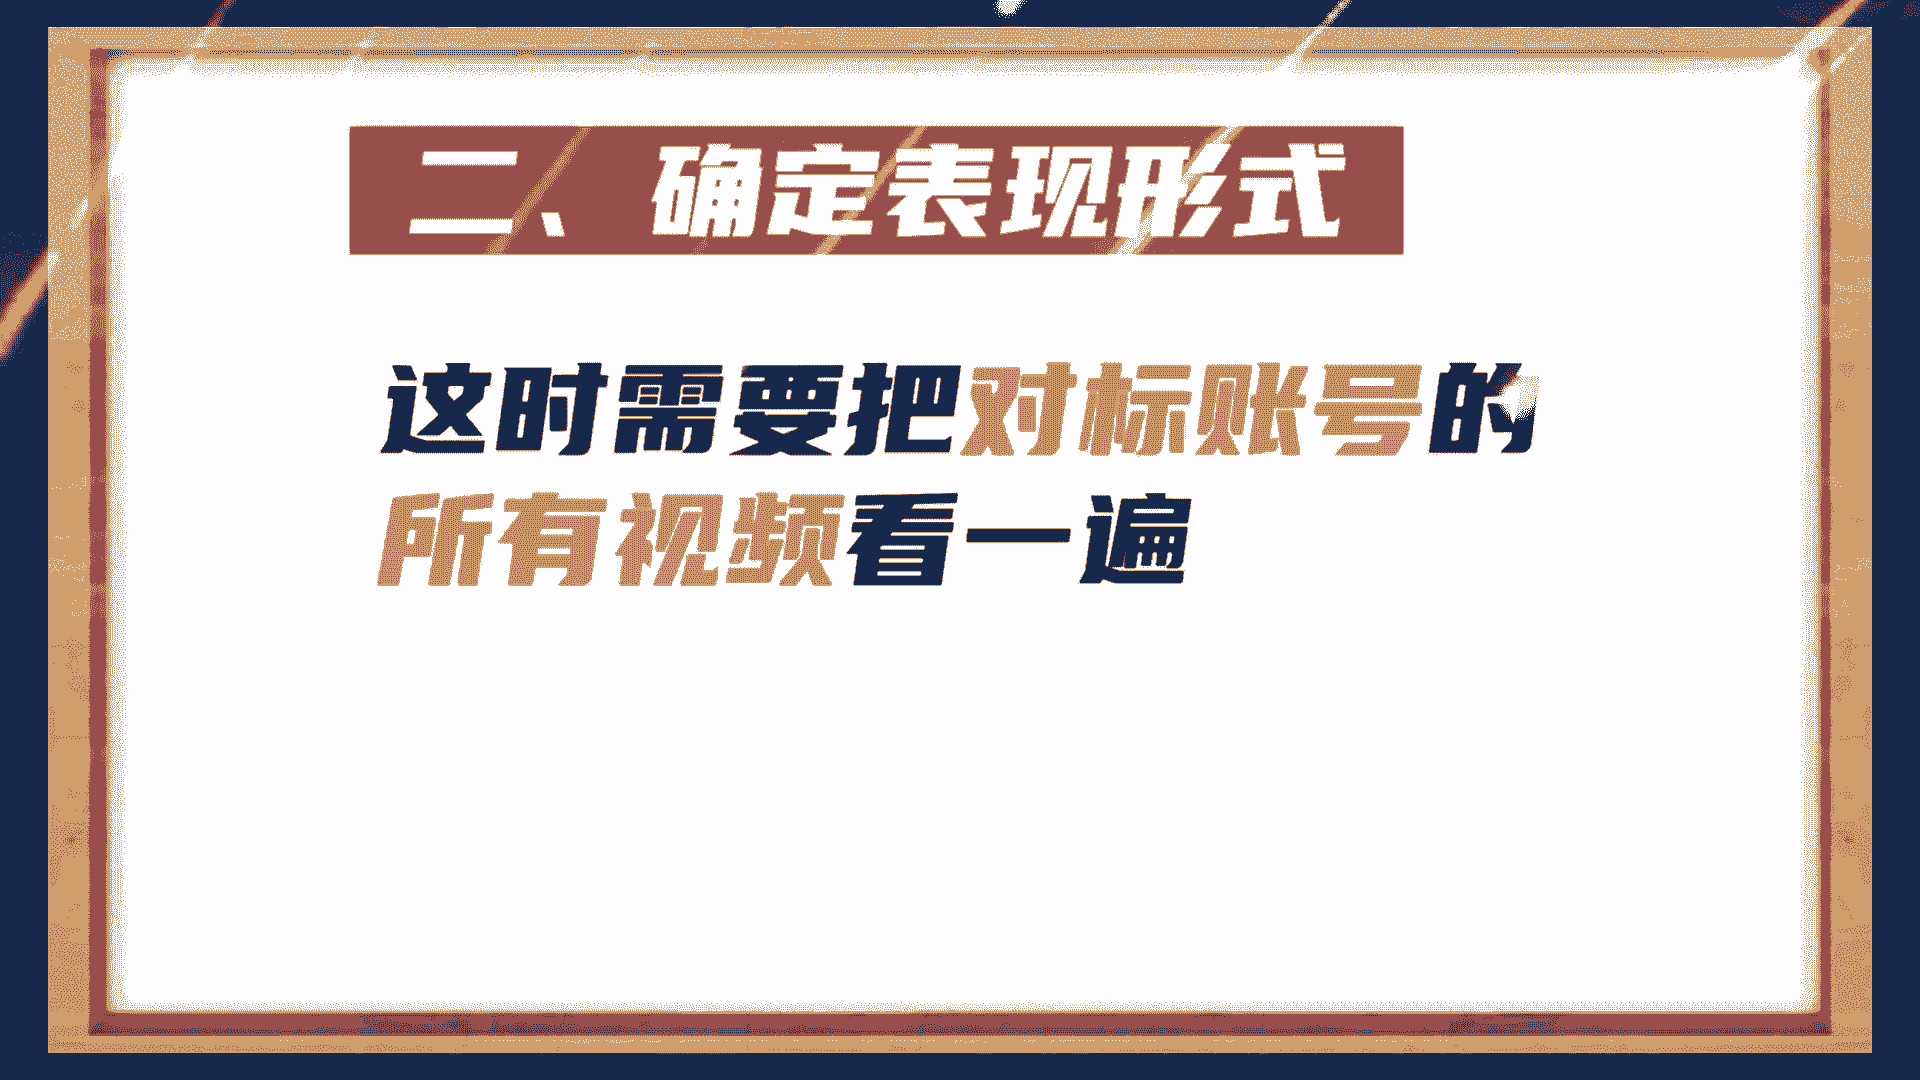 二、确定表现形式
这时需要把对标账号的
所有视频看一遍